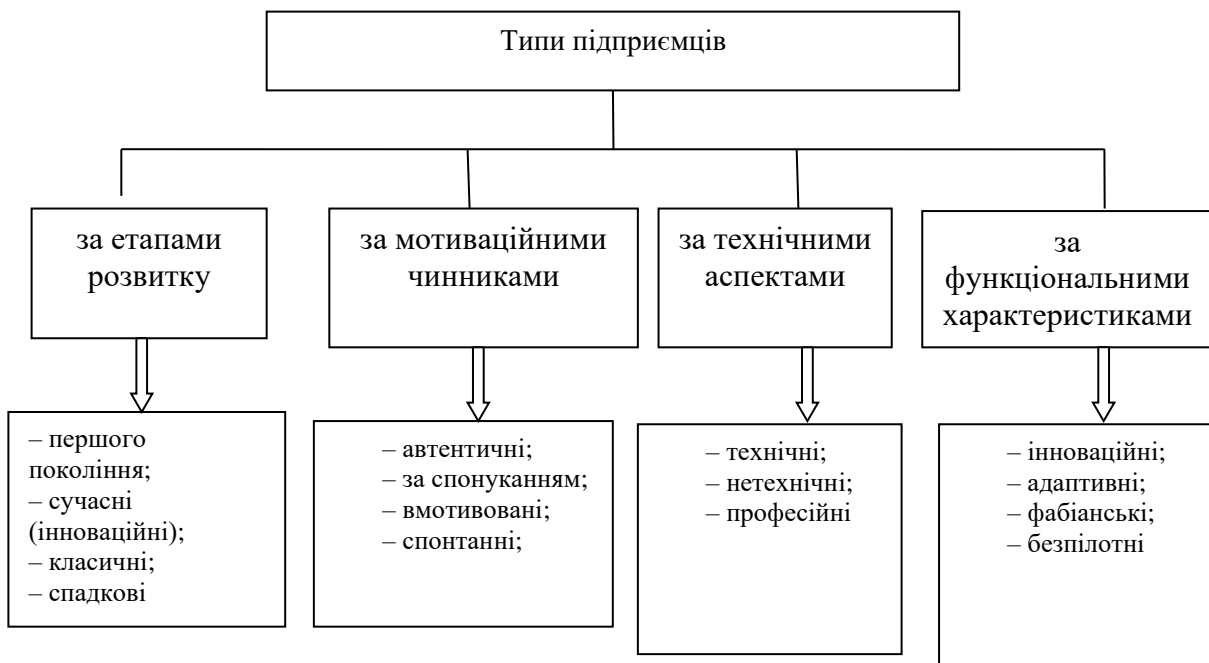 Типи підприємців
за етапами
розвитку
за мотиваційними
чинниками
за технічними
аспектами
за
функціональними
характеристиками
– першого
покоління;
– сучасні
(інноваційні);
– класичні;
– спадкові
– автентичні;
– за спонуканням;
– вмотивовані;
– спонтанні;
– технічні;
– нетехнічні;
– професійні
– інноваційні;
– адаптивні;
– фабіанські;
– безпілотні